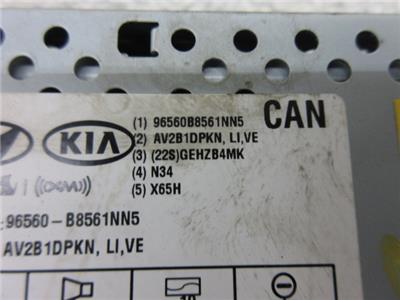 (1) 96560B8561NN5 CAN
KIA (2) AV2B1DPKN, LI,VE
(3) (22S)GEHZB4MK
(4) N34
(5) X65H
:96560-B8561NN5
AV2B1DPKN, LI,VE